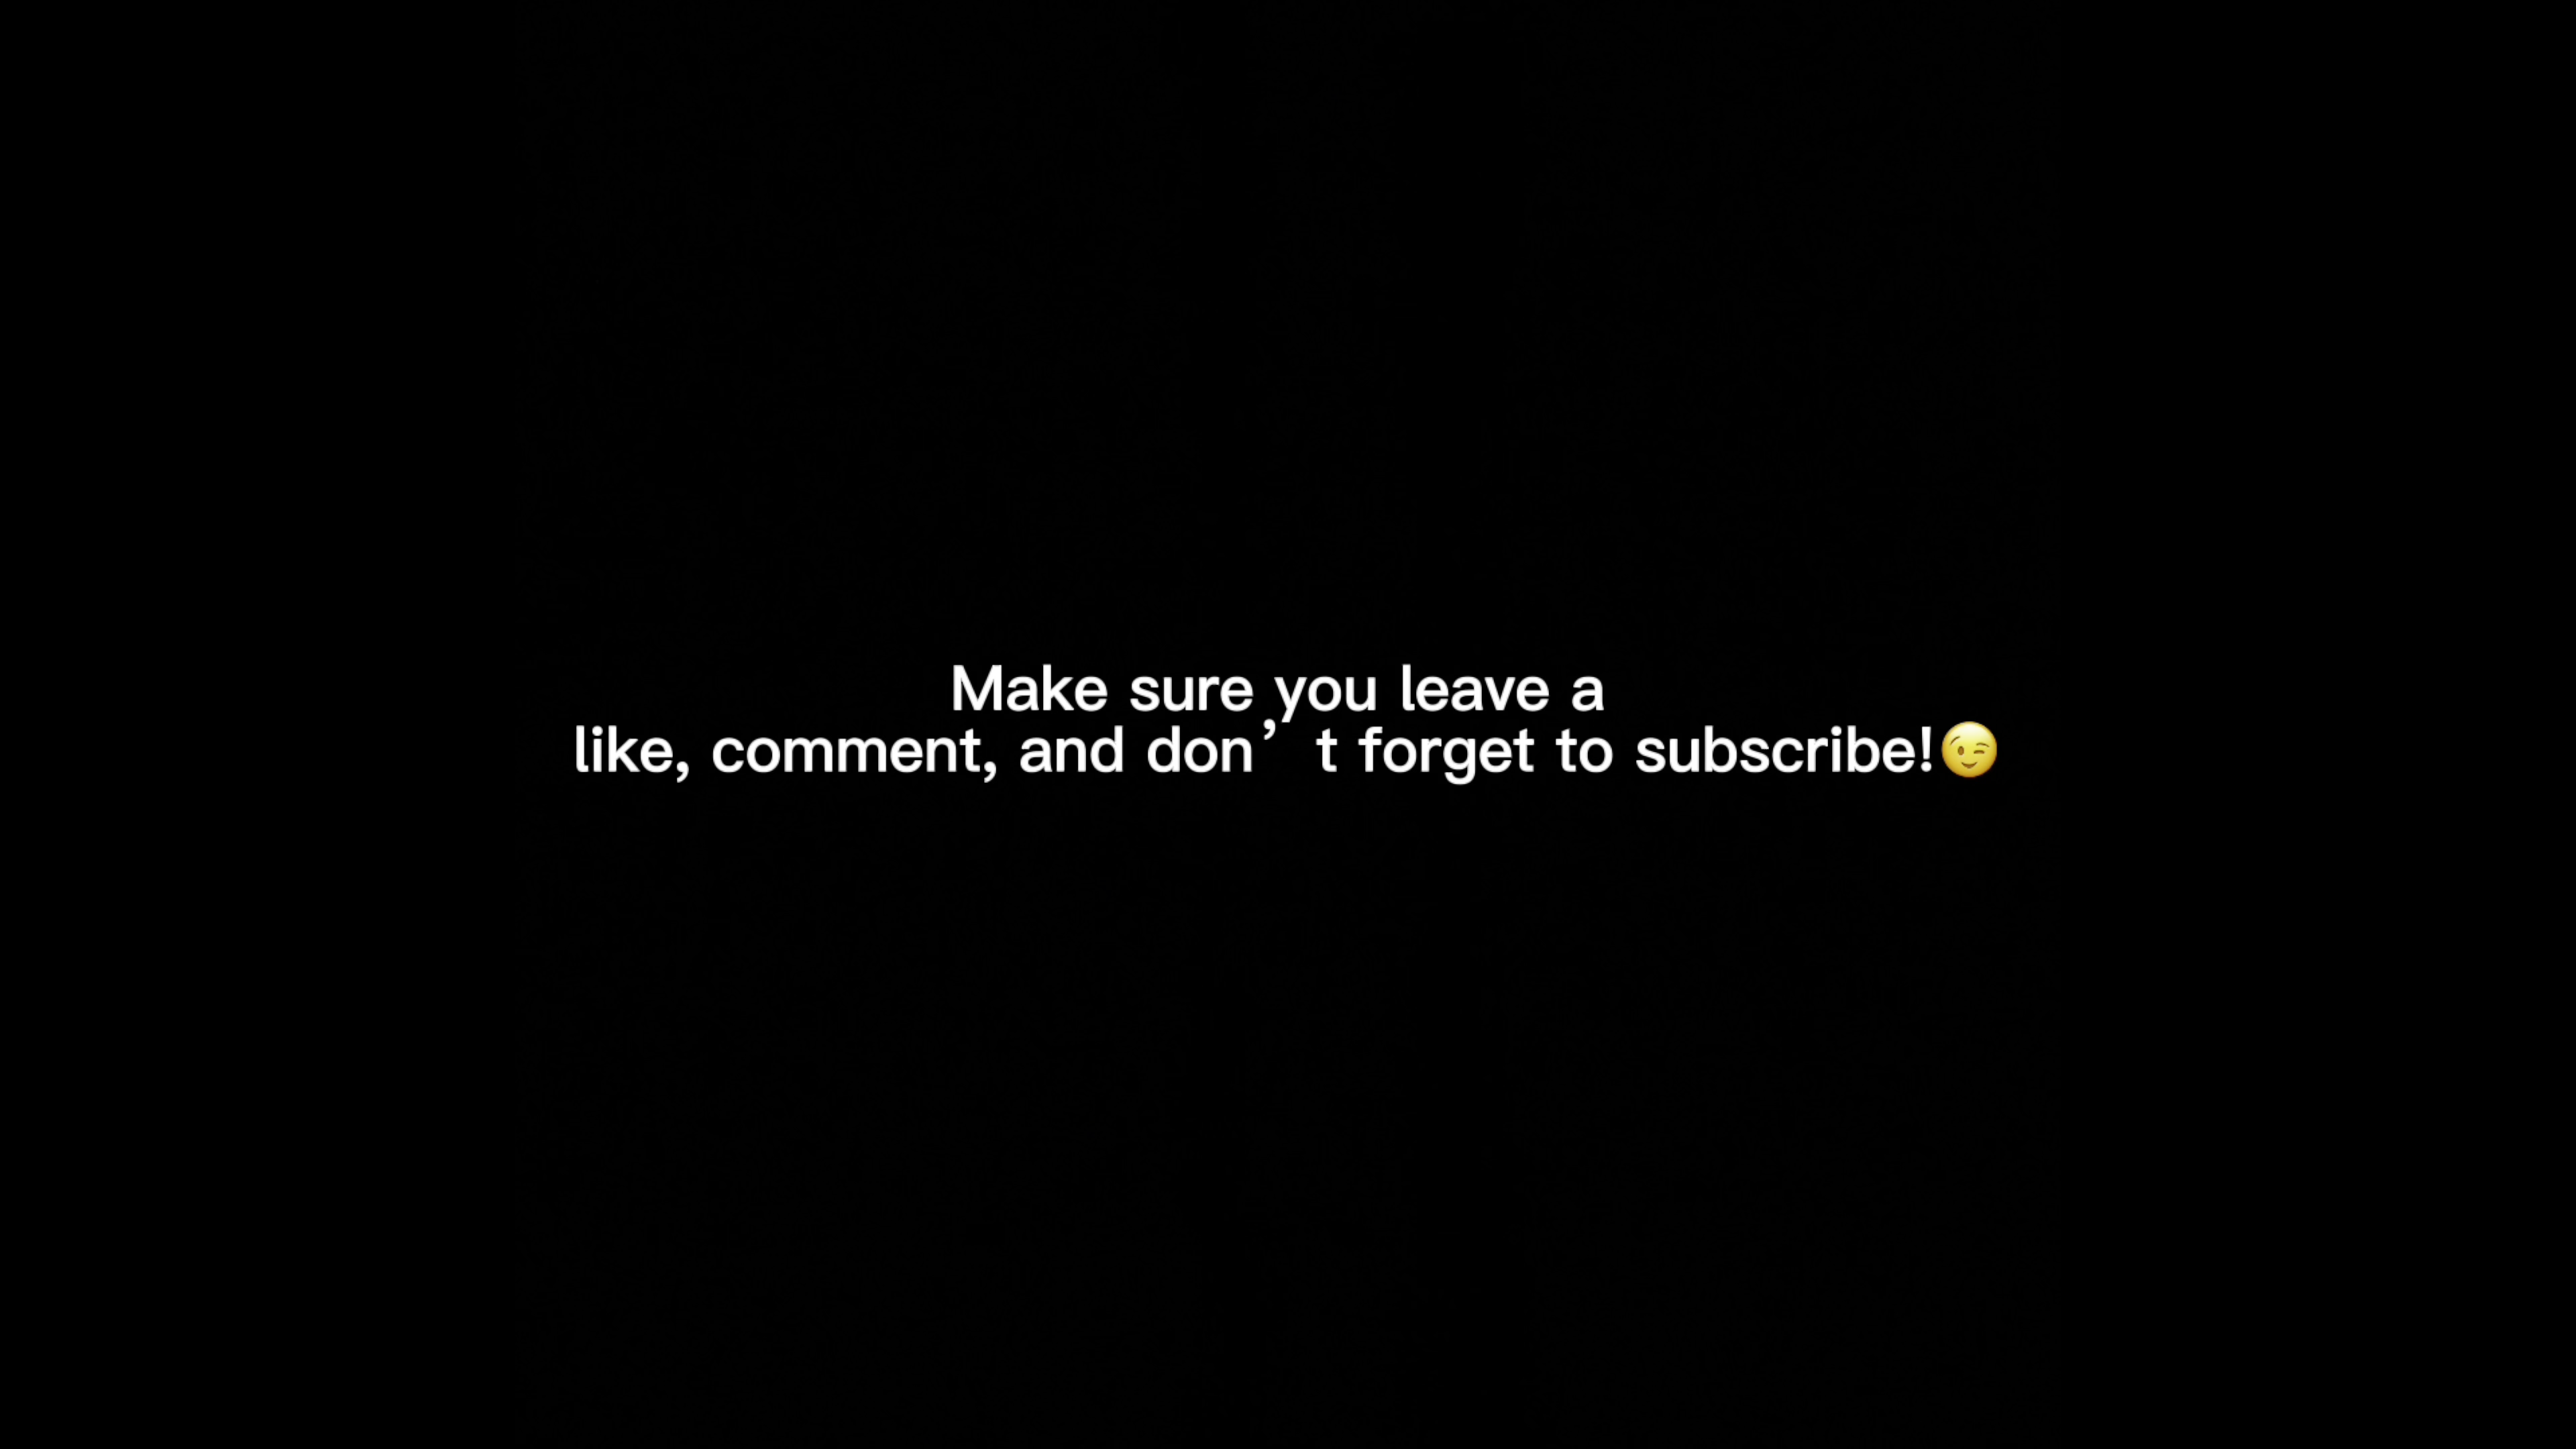 Make sure you leave a
like, comment, and don’t forget to subscribe!😉